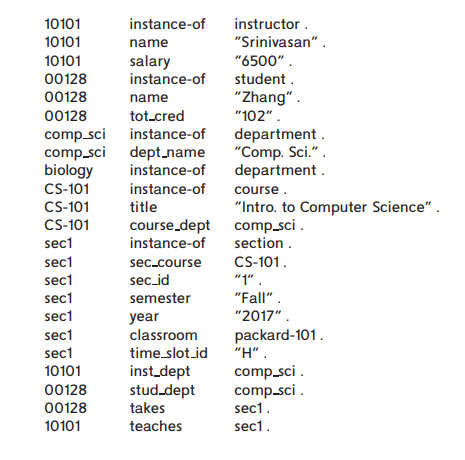 10101 instance-of instructor .
10101 name "Srinivasan" .
10101 salary "6500" .
00128 instance-of student .
00128 name "Zhang" .
00128 tot_cred "102" .
comp_sci instance-of department .
comp_sci dept_name "Comp. Sci." .
biology instance-of department .
CS-101 instance-of course .
CS-101 title "Intro. to Computer Science" .
CS-101 course_dept comp_sci .
sec1 instance-of section .
sec1 sec_course CS-101 .
sec1 sec_id "1" .
sec1 semester "Fall" .
sec1 year "2017" .
sec1 classroom packard-101 .
sec1 time_slot_id "H" .
10101 inst_dept comp_sci .
00128 stud_dept comp_sci .
00128 takes sec1 .
10101 teaches sec1 .